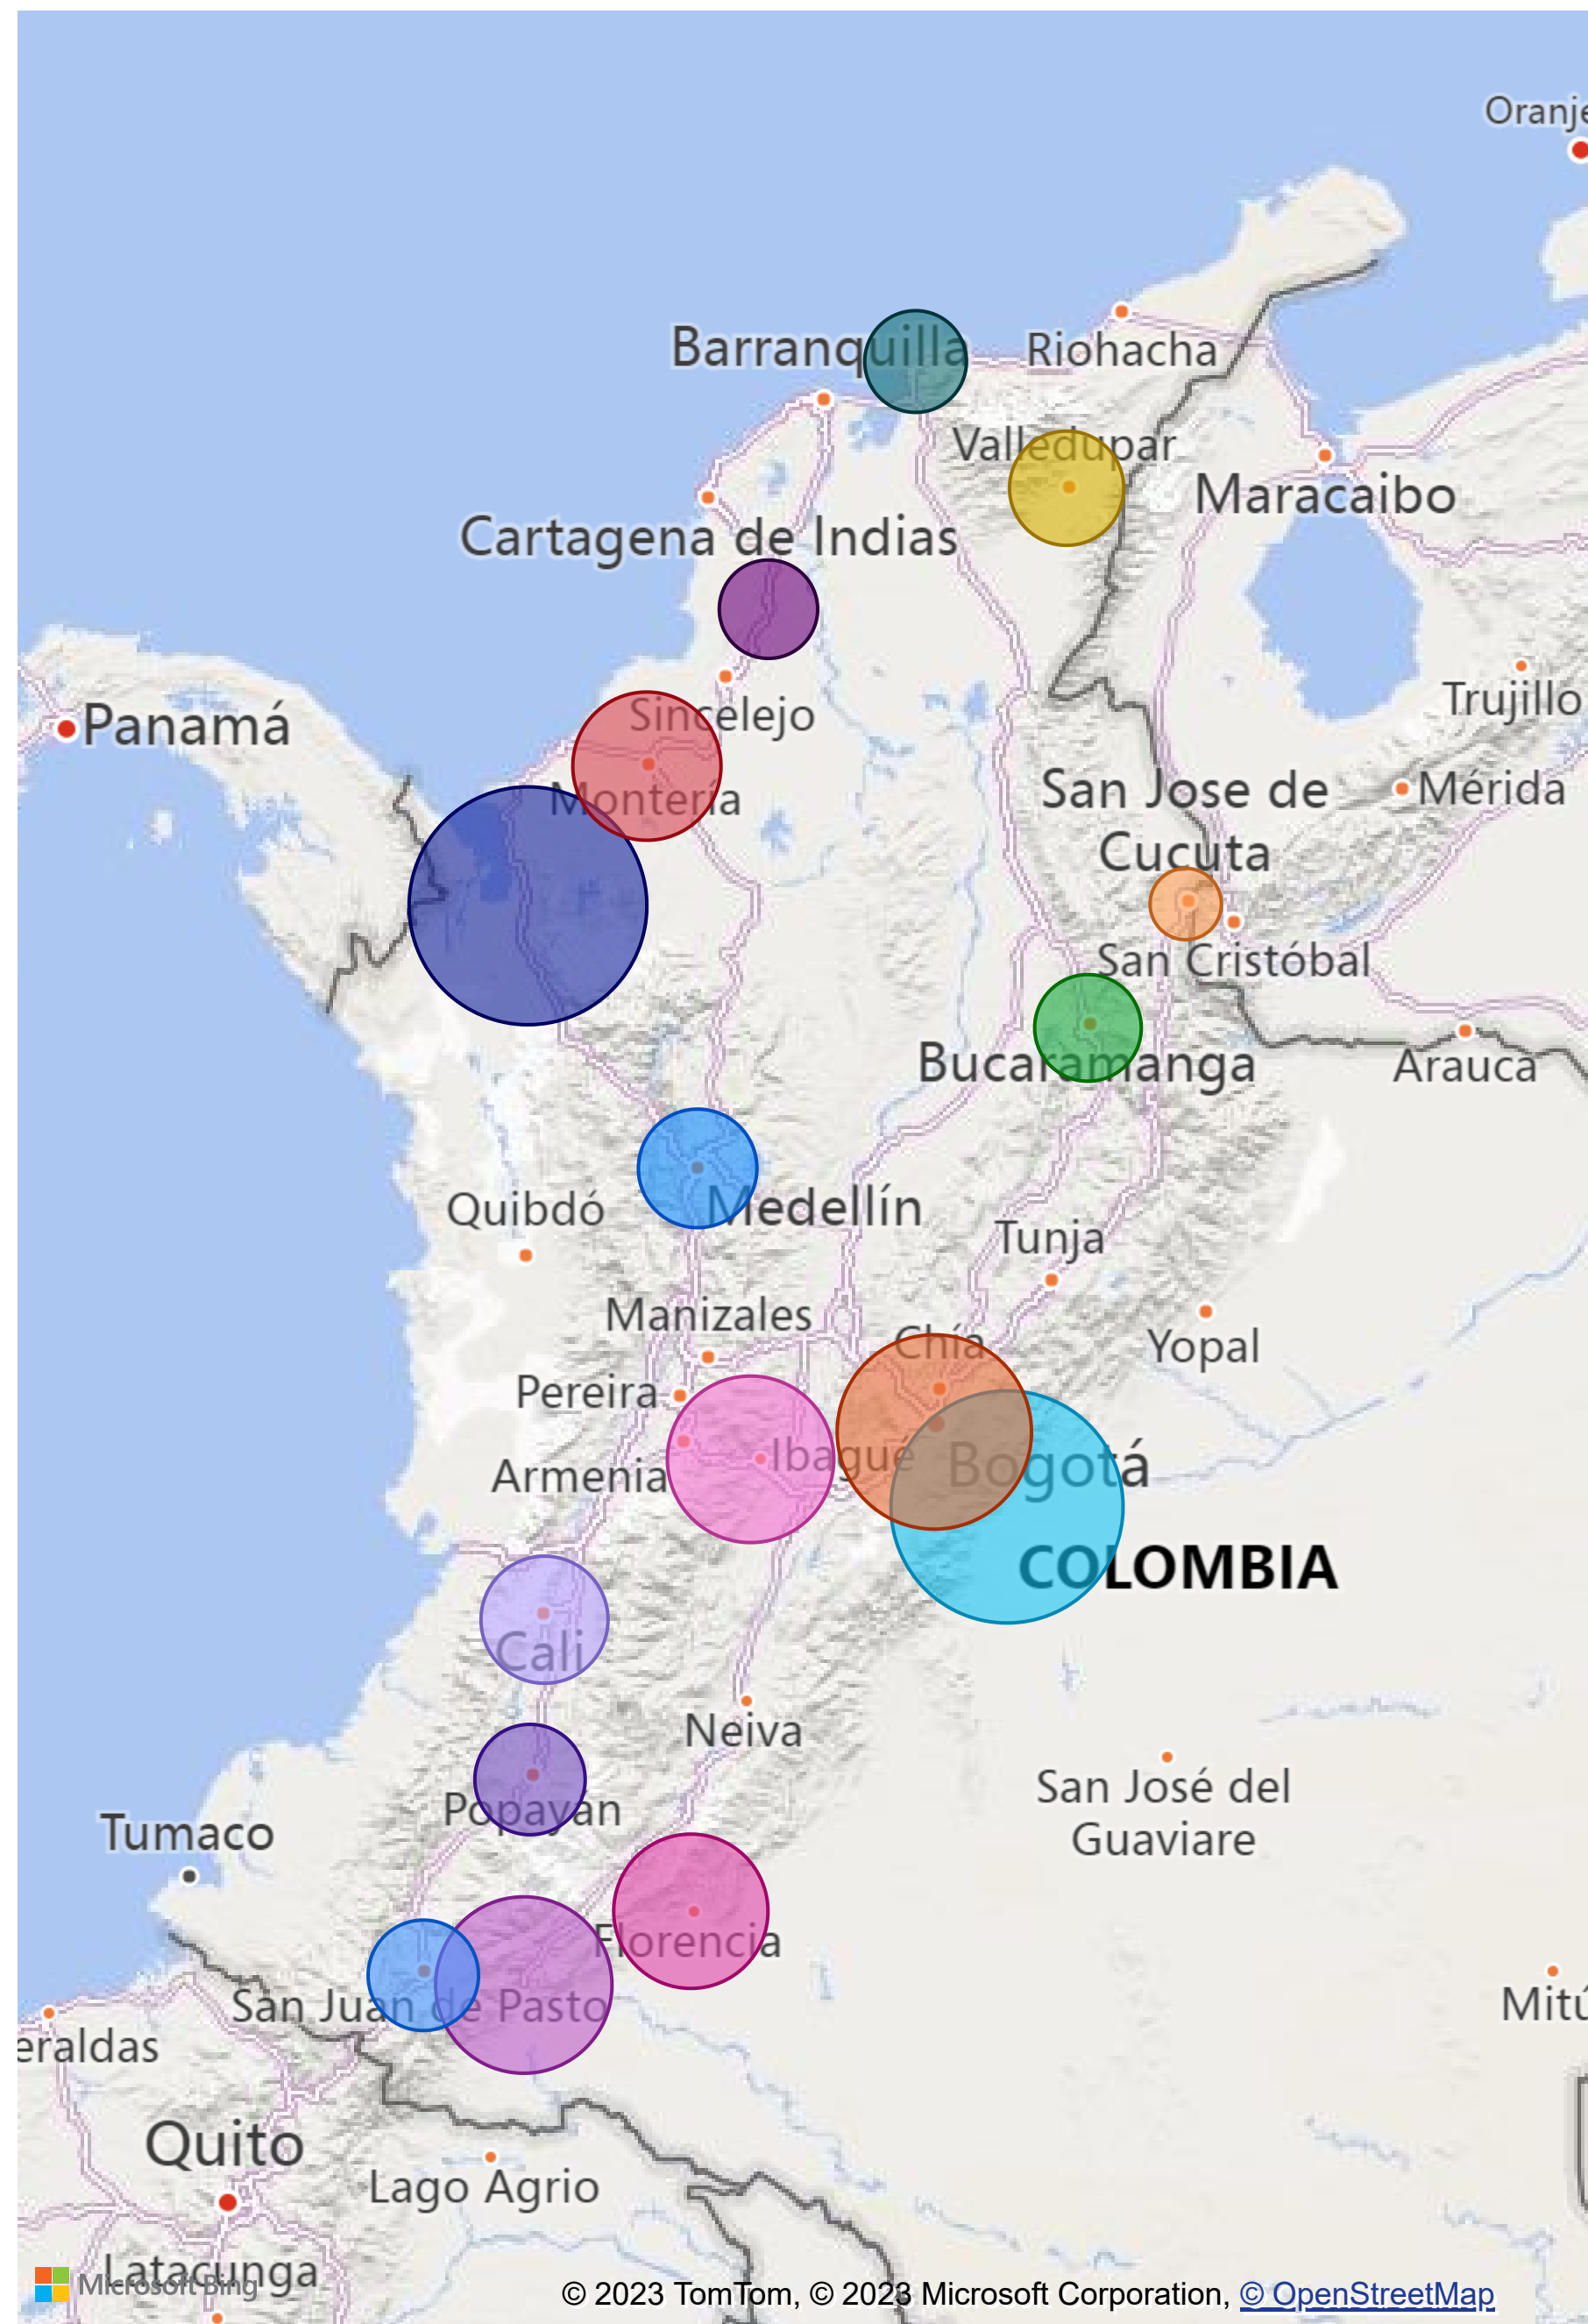 Oranje
Barranquilla
Riohacha
Valledupar
Maracaibo
Cartagena de Indias
Trujillo
Sincelejo
Panamá
Montería
San Jose de
Cucuta
Mérida
San Cristóbal
Bucaramanga
Arauca
Quibdó
Medellín
Tunja
Manizales
Chía
Yopal
Pereira
Ibagué
Bogotá
Armenia
COLOMBIA
Cali
Neiva
San José del
Guaviare
Popayán
Tumaco
Florencia
San Juan de Pasto
Mitú
eraldas
Quito
Lago Agrio
Latacunga
Microsoft Bing
© 2023 TomTom, © 2023 Microsoft Corporation, © OpenStreetMap